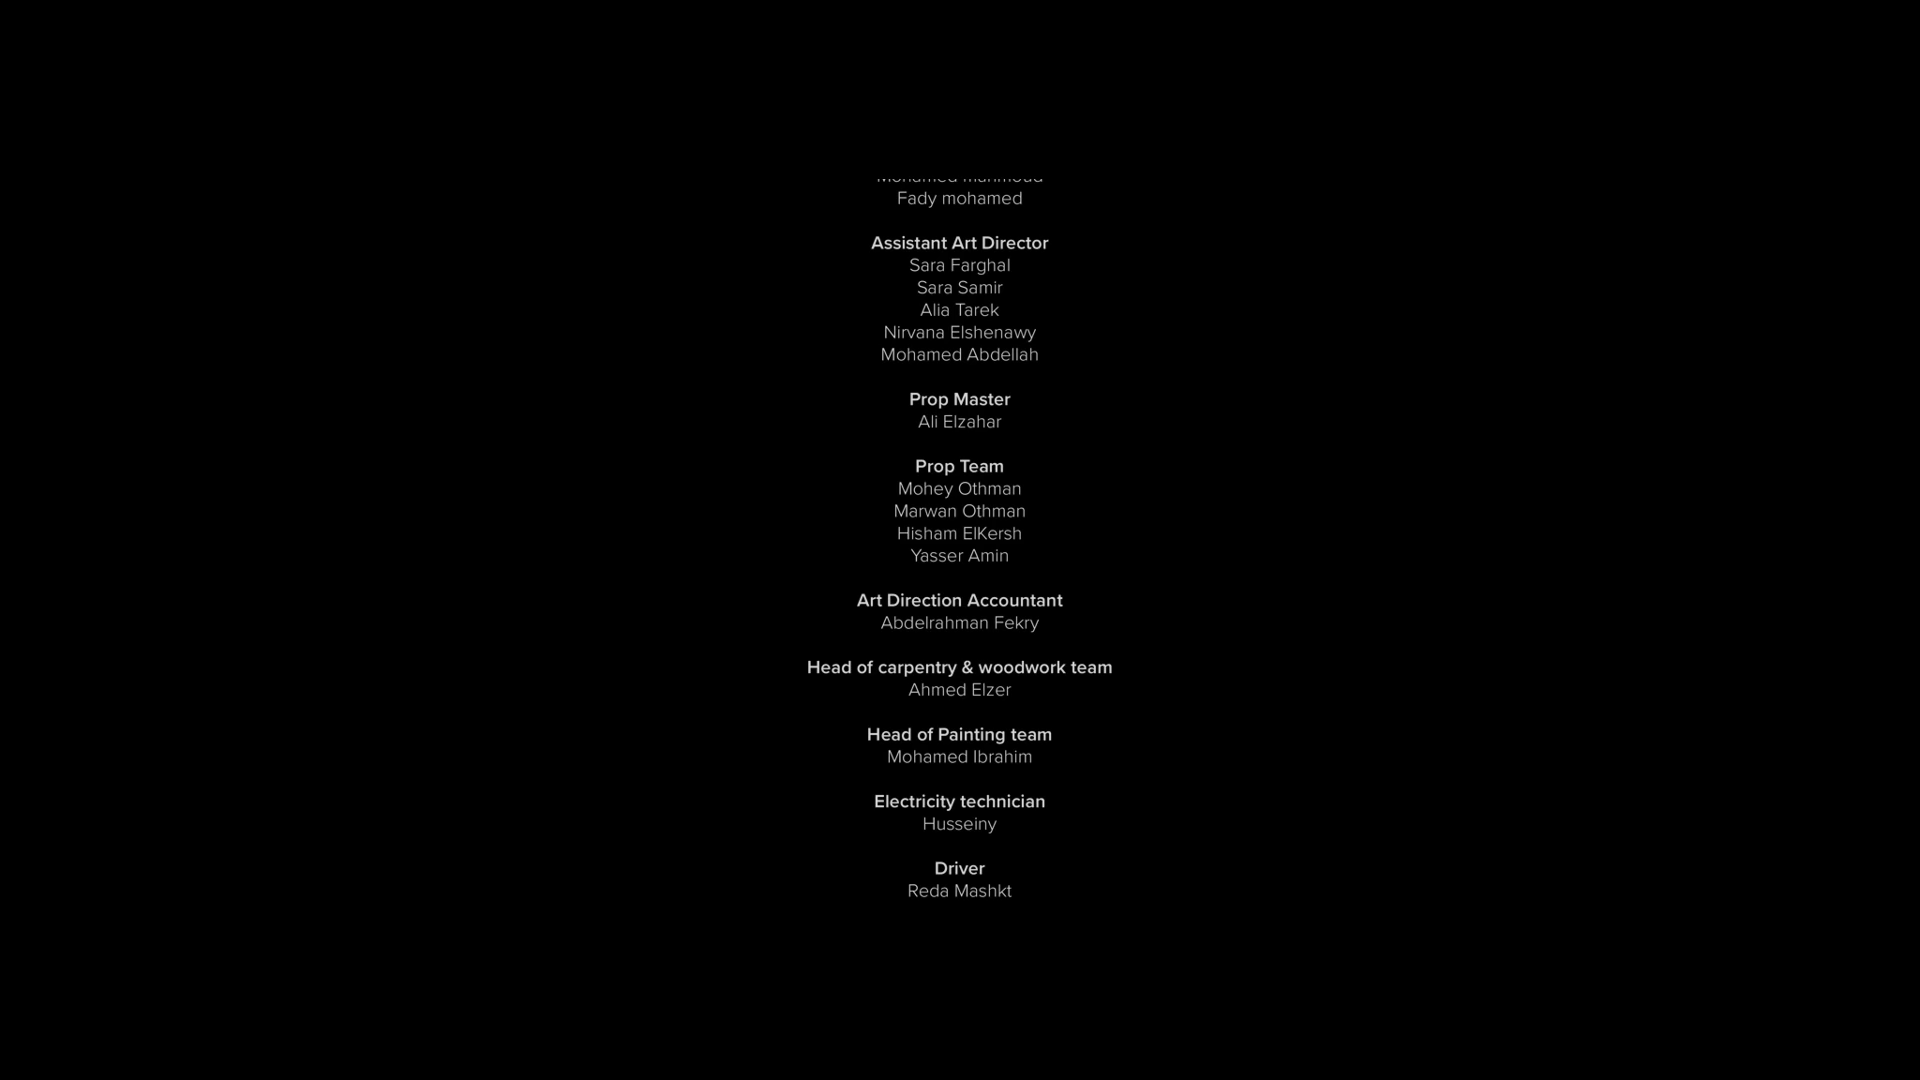 Mohamed mahmoud
Fady mohamed
Assistant Art Director
Sara Farghal
Sara Samir
Alia Tarek
Nirvana Elshenawy
Mohamed Abdellah
Prop Master
Ali Elzahar
Prop Team
Mohey Othman
Marwan Othman
Hisham ElKersh
Yasser Amin
Art Direction Accountant
Abdelrahman Fekry
Head of carpentry & woodwork team
Ahmed Elzer
Head of Painting team
Mohamed Ibrahim
Electricity technician
Husseiny
Driver
Reda Mashkt